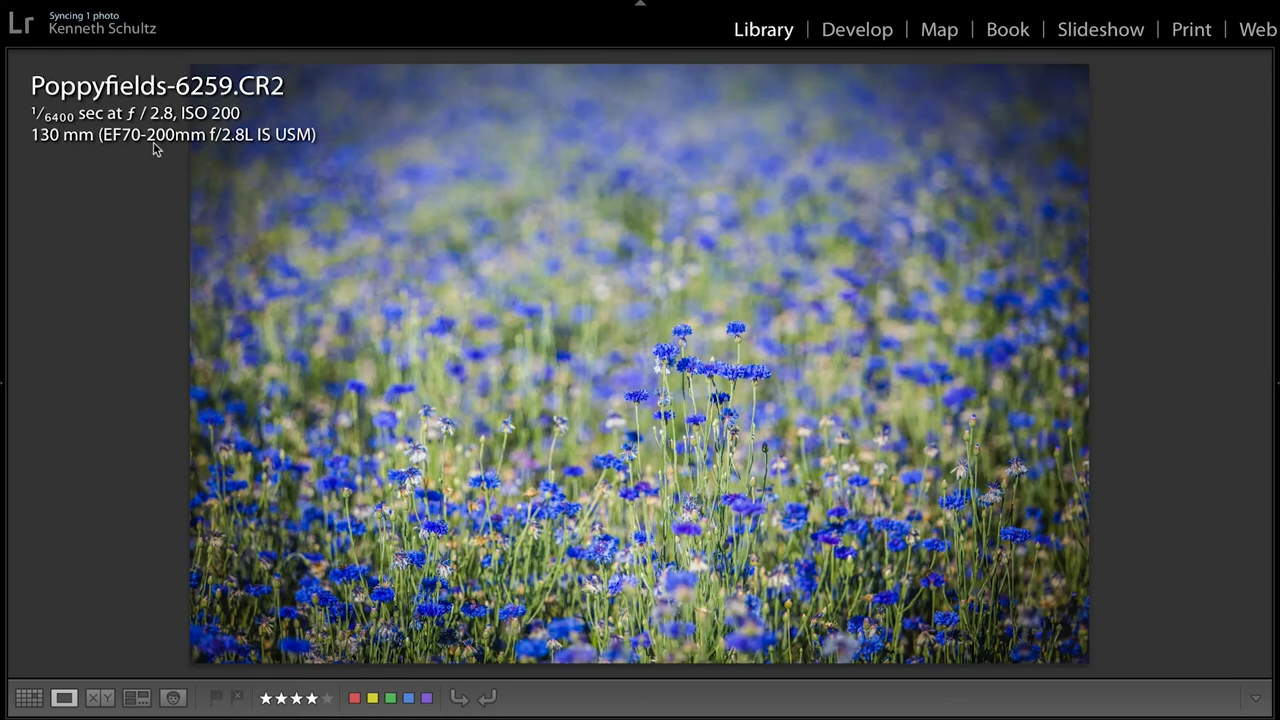 Lr
Syncing 1 photo
Kenneth Schultz
Library | Develop | Map | Book | Slideshow | Print | Web
Poppyfields-6259.CR2
1/6400 sec at ƒ / 2.8, ISO 200
130 mm (EF70-200mm f/2.8L IS USM)
X Y